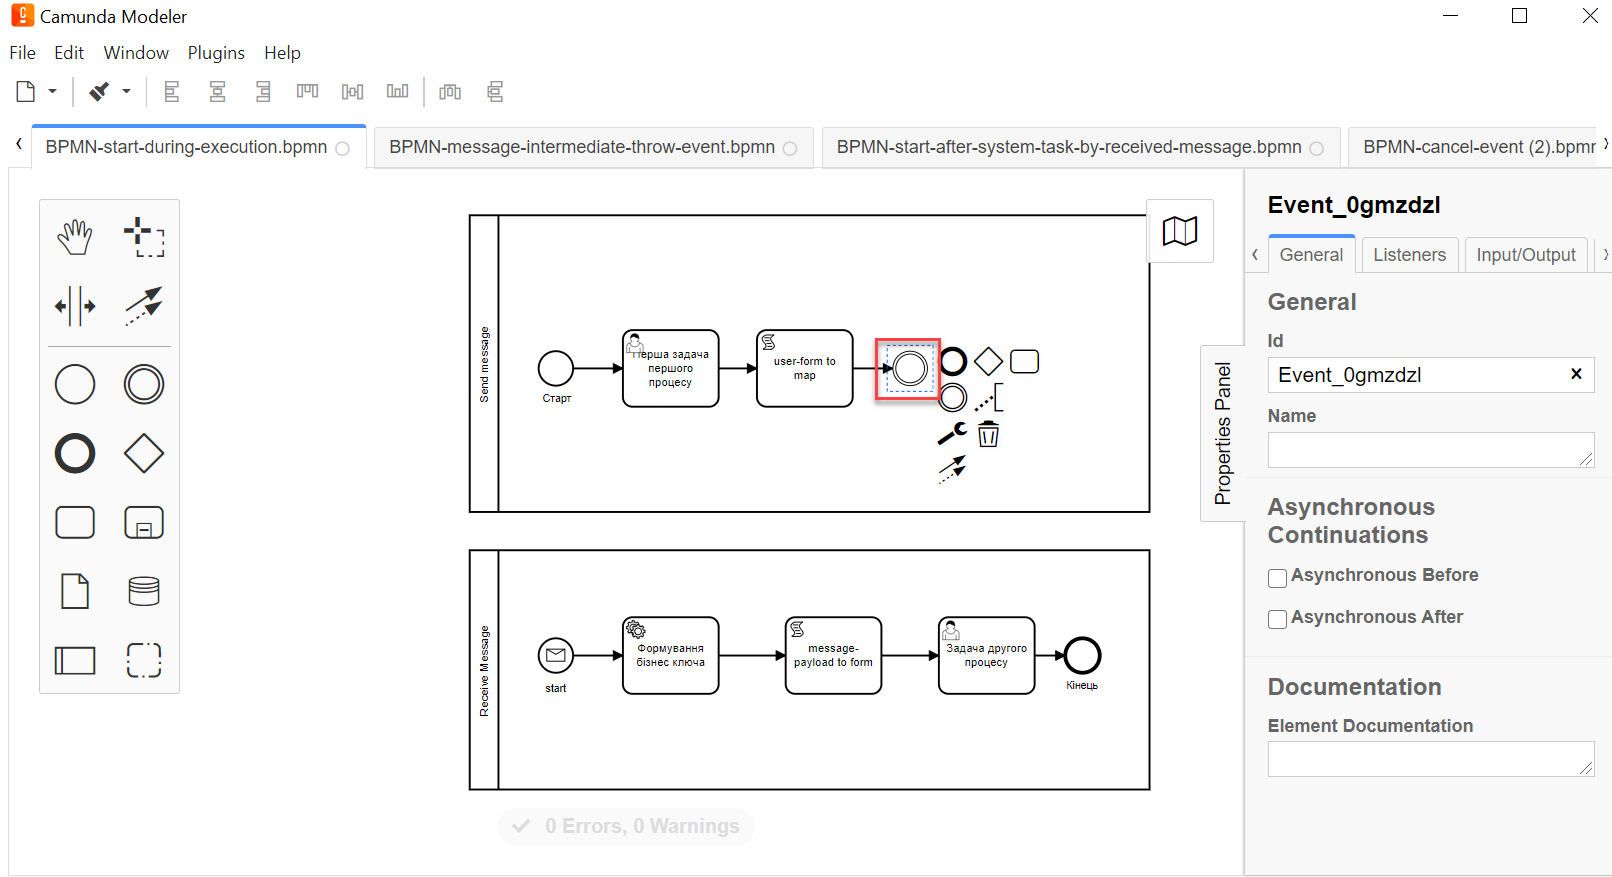 Camunda Modeler
File Edit Window Plugins Help
BPMN-start-during-execution.bpmn
BPMN-message-intermediate-throw-event.bpmn
BPMN-start-after-system-task-by-received-message.bpmn
BPMN-cancel-event (2).bpmn
Send message
Старт
Перша задача
першого
процесу
user-form to
map
Receive Message
start
Формування
бізнес ключа
message-
payload to form
Задача другого
процесу
Кінець
0 Errors, 0 Warnings
Properties Panel
Event_0gmzdzl
General Listeners Input/Output
General
Id
Event_0gmzdzl
Name
Asynchronous
Continuations
Asynchronous Before
Asynchronous After
Documentation
Element Documentation